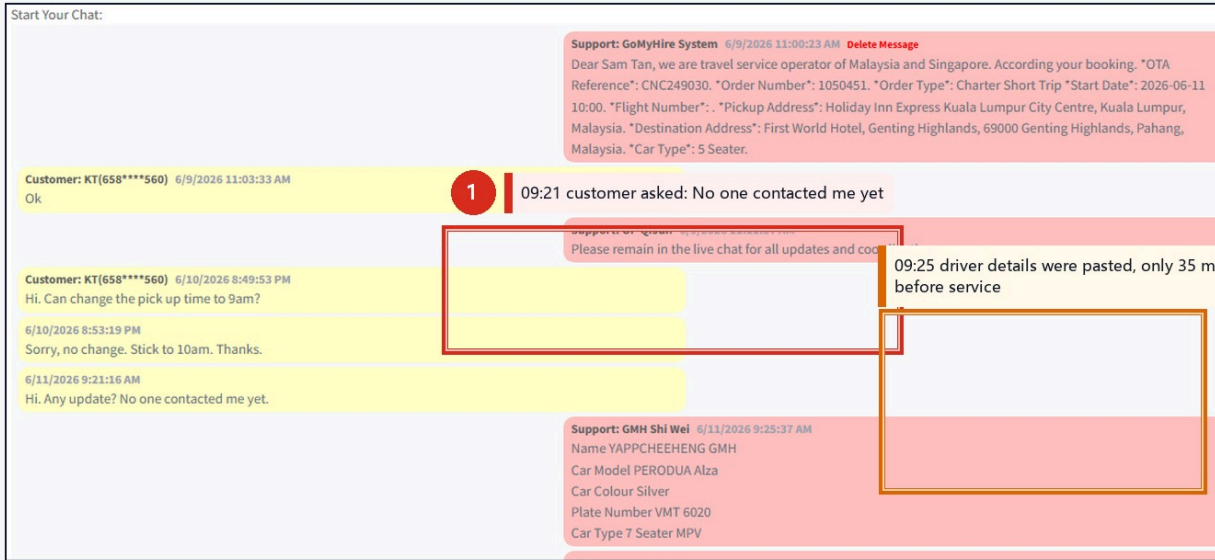 Start Your Chat:
Support: GoMyHire System 6/9/2026 11:00:23 AM Delete Message
Dear Sam Tan, we are travel service operator of Malaysia and Singapore. According your booking. *OTA
Reference*: CNC249030. *Order Number*: 1050451. *Order Type*: Charter Short Trip *Start Date*: 2026-06-11
10:00. *Flight Number*: . *Pickup Address*: Holiday Inn Express Kuala Lumpur City Centre, Kuala Lumpur,
Malaysia. *Destination Address*: First World Hotel, Genting Highlands, 69000 Genting Highlands, Pahang,
Malaysia. *Car Type*: 5 Seater.
Customer: KT(658****560) 6/9/2026 11:03:33 AM
Ok
1
09:21 customer asked: No one contacted me yet
Please remain in the live chat for all updates and
09:25 driver details were pasted, only 35 m
before service
Customer: KT(658****560) 6/10/2026 8:49:53 PM
Hi. Can change the pick up time to 9am?
6/10/2026 8:53:19 PM
Sorry, no change. Stick to 10am. Thanks.
6/11/2026 9:21:16 AM
Hi. Any update? No one contacted me yet.
Support: GMH Shi Wei 6/11/2026 9:25:37 AM
Name YAPPCHEEHENG GMH
Car Model PERODUA Alza
Car Colour Silver
Plate Number VMT 6020
Car Type 7 Seater MPV